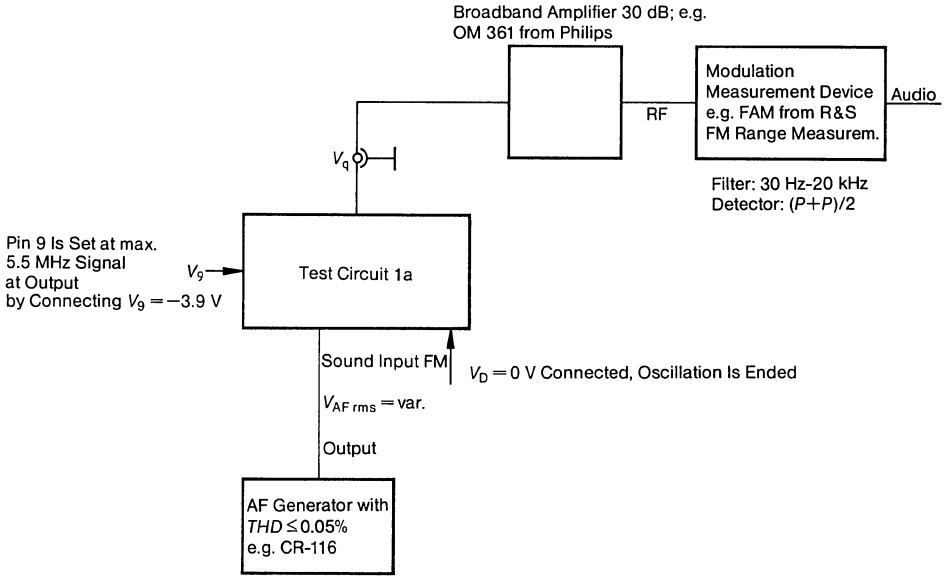 Broadband Amplifier 30 dB; e.g.
OM 361 from Philips
Modulation
Measurement Device
e.g. FAM from R&S
FM Range Measurem.
Audio
RF
Vq
Filter: 30 Hz-20 kHz
Detector: (P+P)/2
Pin 9 Is Set at max.
5.5 MHz Signal
at Output
by Connecting V9 = −3.9 V
V9
Test Circuit 1a
Sound Input FM
VD = 0 V Connected, Oscillation Is Ended
VAF rms = var.
Output
AF Generator with
THD ≤ 0.05%
e.g. CR-116